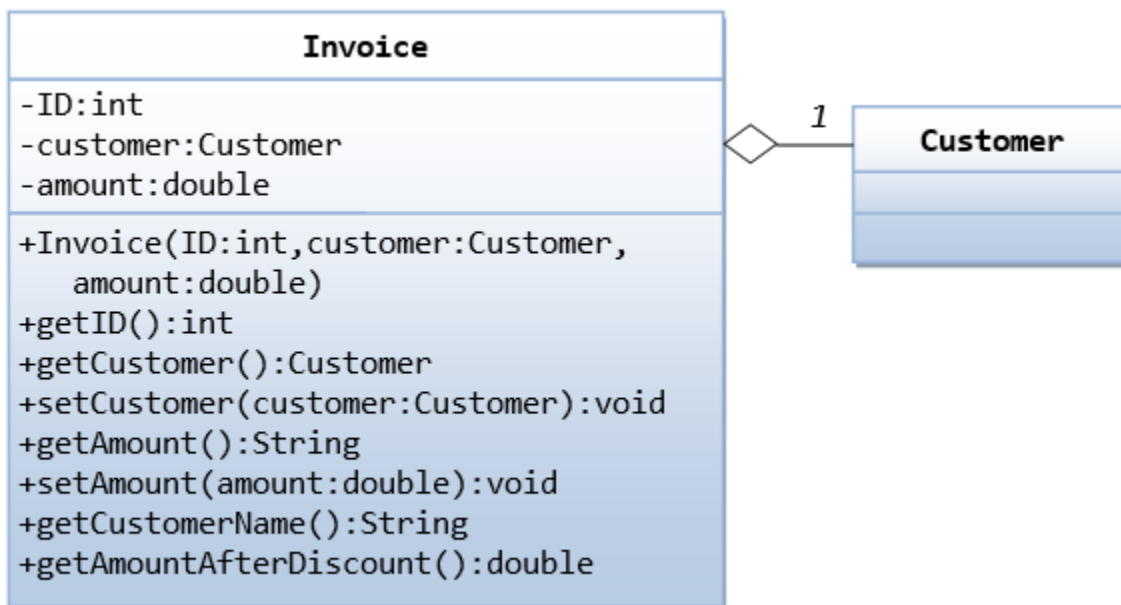 Invoice
-ID:int
-customer:Customer
-amount:double
+Invoice(ID:int,customer:Customer,
amount:double)
+getID():int
+getCustomer():Customer
+setCustomer(customer:Customer):void
+getAmount():String
+setAmount(amount:double):void
+getCustomerName():String
+getAmountAfterDiscount():double
1
Customer